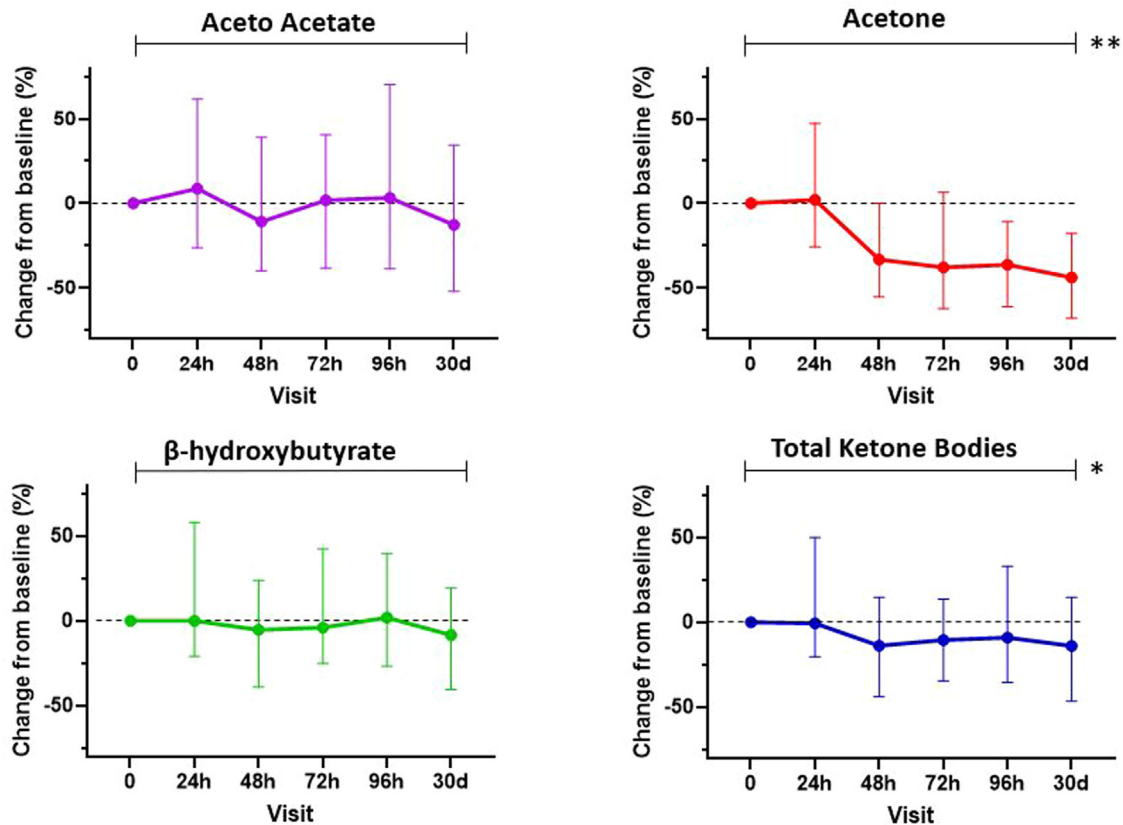 Aceto Acetate
Change from baseline (%)
50
0
-50
0 24h 48h 72h 96h 30d
Visit
Acetone
**
Change from baseline (%)
50
0
-50
0 24h 48h 72h 96h 30d
Visit
β-hydroxybutyrate
Change from baseline (%)
50
0
-50
0 24h 48h 72h 96h 30d
Visit
Total Ketone Bodies
*
Change from baseline (%)
50
0
-50
0 24h 48h 72h 96h 30d
Visit